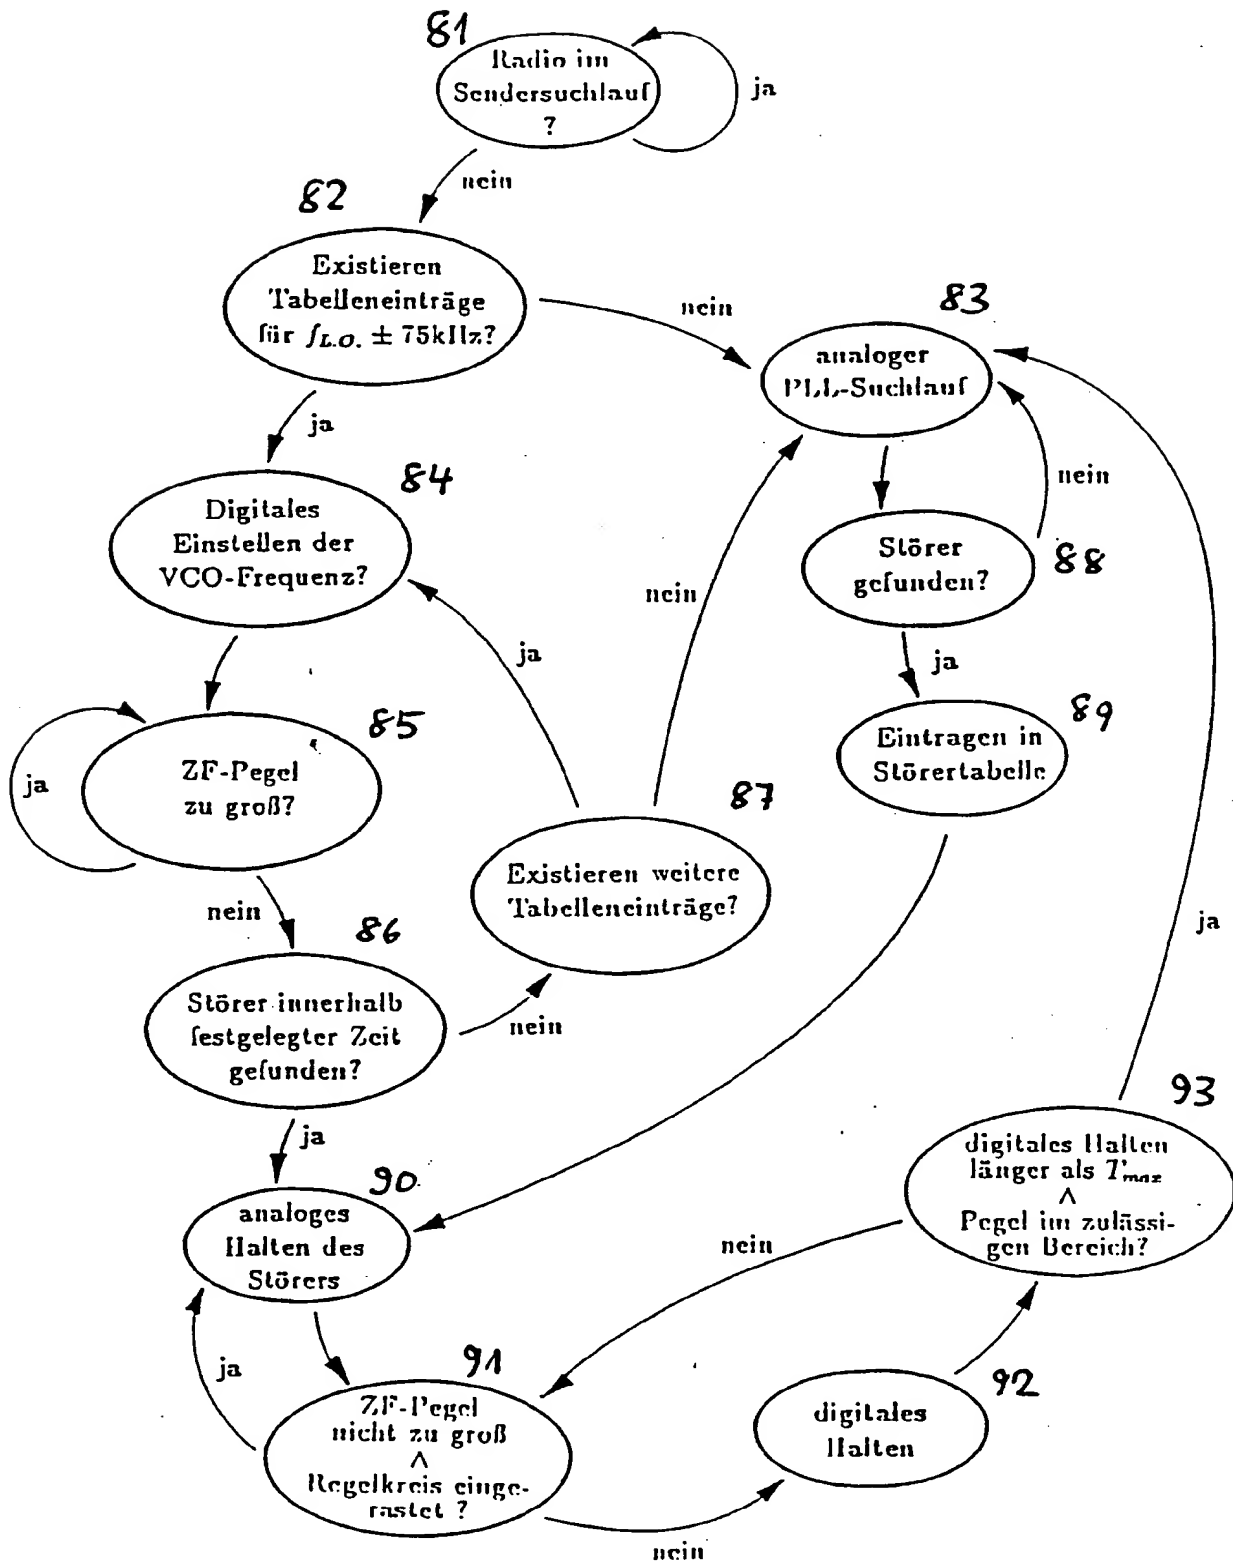 81
Radio im
Sendersuchlauf
?
ja
nein
82
Existieren
Tabelleneinträge
für f_L.O. ± 75kHz?
nein
83
analoger
PLL-Suchlauf
ja
84
Digitales
Einstellen der
VCO-Frequenz?
nein
Störer
gefunden?
88
nein
ja
ja
85
ZF-Pegel
zu groß?
ja
89
Eintragen in
Störertabelle
87
Existieren weitere
Tabelleneinträge?
nein
86
Störer innerhalb
festgelegter Zeit
gefunden?
nein
ja
ja
90
analoges
Halten des
Störers
93
digitales Halten
länger als T_max
∧
Pegel im zulässi-
gen Bereich?
nein
ja
91
ZF-Pegel
nicht zu groß
∧
Regelkreis einge-
rastet ?
92
digitales
Halten
nein